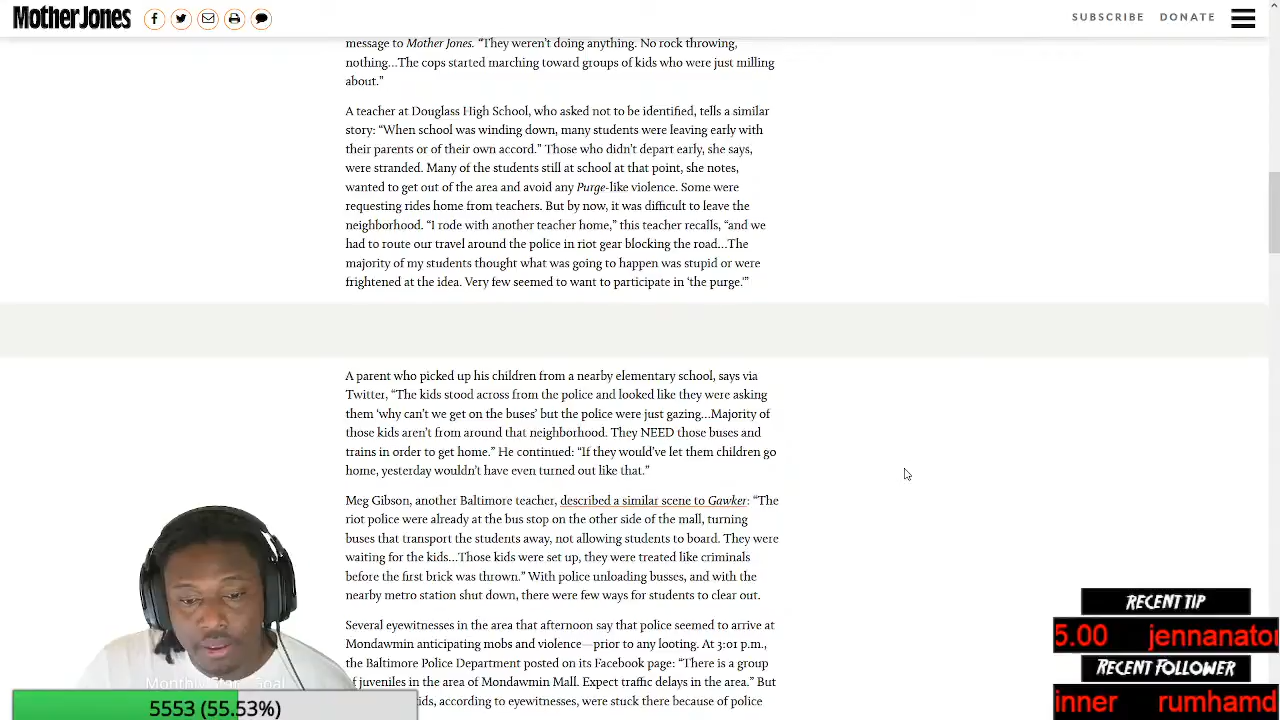 Mother Jones
SUBSCRIBE DONATE
message to Mother Jones. “They weren’t doing anything. No rock throwing,
nothing…The cops started marching toward groups of kids who were just milling
about.”
A teacher at Douglass High School, who asked not to be identified, tells a similar
story: “When school was winding down, many students were leaving early with
their parents or of their own accord.” Those who didn’t depart early, she says,
were stranded. Many of the students still at school at that point, she notes,
wanted to get out of the area and avoid any Purge-like violence. Some were
requesting rides home from teachers. But by now, it was difficult to leave the
neighborhood. “I rode with another teacher home,” this teacher recalls, “and we
had to route our travel around the police in riot gear blocking the road…The
majority of my students thought what was going to happen was stupid or were
frightened at the idea. Very few seemed to want to participate in ‘the purge.’”
A parent who picked up his children from a nearby elementary school, says via
Twitter, “The kids stood across from the police and looked like they were asking
them ‘why can’t we get on the buses’ but the police were just gazing…Majority of
those kids aren’t from around that neighborhood. They NEED those buses and
trains in order to get home.” He continued: “If they would’ve let them children go
home, yesterday wouldn’t have even turned out like that.”
Meg Gibson, another Baltimore teacher, described a similar scene to Gawker: “The
riot police were already at the bus stop on the other side of the mall, turning
buses that transport the students away, not allowing students to board. They were
waiting for the kids…Those kids were set up, they were treated like criminals
before the first brick was thrown.” With police unloading busses, and with the
nearby metro station shut down, there were few ways for students to clear out.
Several eyewitnesses in the area that afternoon say that police seemed to arrive at
Mondawmin anticipating mobs and violence—prior to any looting. At 3:01 p.m.,
the Baltimore Police Department posted on its Facebook page: “There is a group
of juveniles in the area of Mondawmin Mall. Expect traffic delays in the area.” But
ids, according to eyewitnesses, were stuck there because of police
Monthly Goal
5553 (55.53%)
RECENT TIP
5.00 jennanator
RECENT FOLLOWER
inner rumhamd